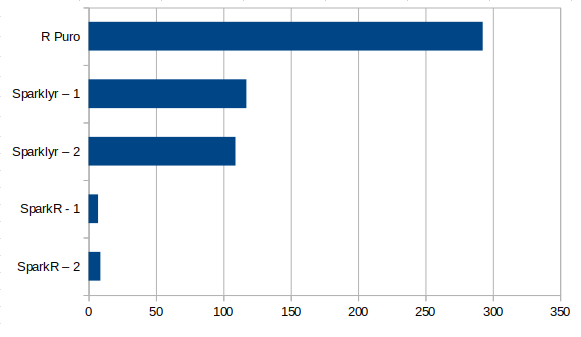 R Puro
Sparklyr – 1
Sparklyr – 2
SparkR - 1
SparkR – 2
0 50 100 150 200 250 300 350